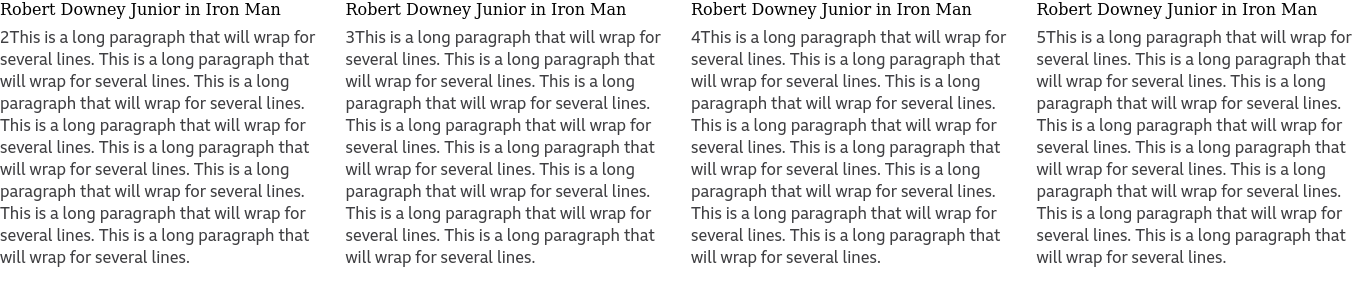 Robert Downey Junior in Iron Man
2This is a long paragraph that will wrap for
several lines. This is a long paragraph that
will wrap for several lines. This is a long
paragraph that will wrap for several lines.
This is a long paragraph that will wrap for
several lines. This is a long paragraph that
will wrap for several lines. This is a long
paragraph that will wrap for several lines.
This is a long paragraph that will wrap for
several lines. This is a long paragraph that
will wrap for several lines.
Robert Downey Junior in Iron Man
3This is a long paragraph that will wrap for
several lines. This is a long paragraph that
will wrap for several lines. This is a long
paragraph that will wrap for several lines.
This is a long paragraph that will wrap for
several lines. This is a long paragraph that
will wrap for several lines. This is a long
paragraph that will wrap for several lines.
This is a long paragraph that will wrap for
several lines. This is a long paragraph that
will wrap for several lines.
Robert Downey Junior in Iron Man
4This is a long paragraph that will wrap for
several lines. This is a long paragraph that
will wrap for several lines. This is a long
paragraph that will wrap for several lines.
This is a long paragraph that will wrap for
several lines. This is a long paragraph that
will wrap for several lines. This is a long
paragraph that will wrap for several lines.
This is a long paragraph that will wrap for
several lines. This is a long paragraph that
will wrap for several lines.
Robert Downey Junior in Iron Man
5This is a long paragraph that will wrap for
several lines. This is a long paragraph that
will wrap for several lines. This is a long
paragraph that will wrap for several lines.
This is a long paragraph that will wrap for
several lines. This is a long paragraph that
will wrap for several lines. This is a long
paragraph that will wrap for several lines.
This is a long paragraph that will wrap for
several lines. This is a long paragraph that
will wrap for several lines.